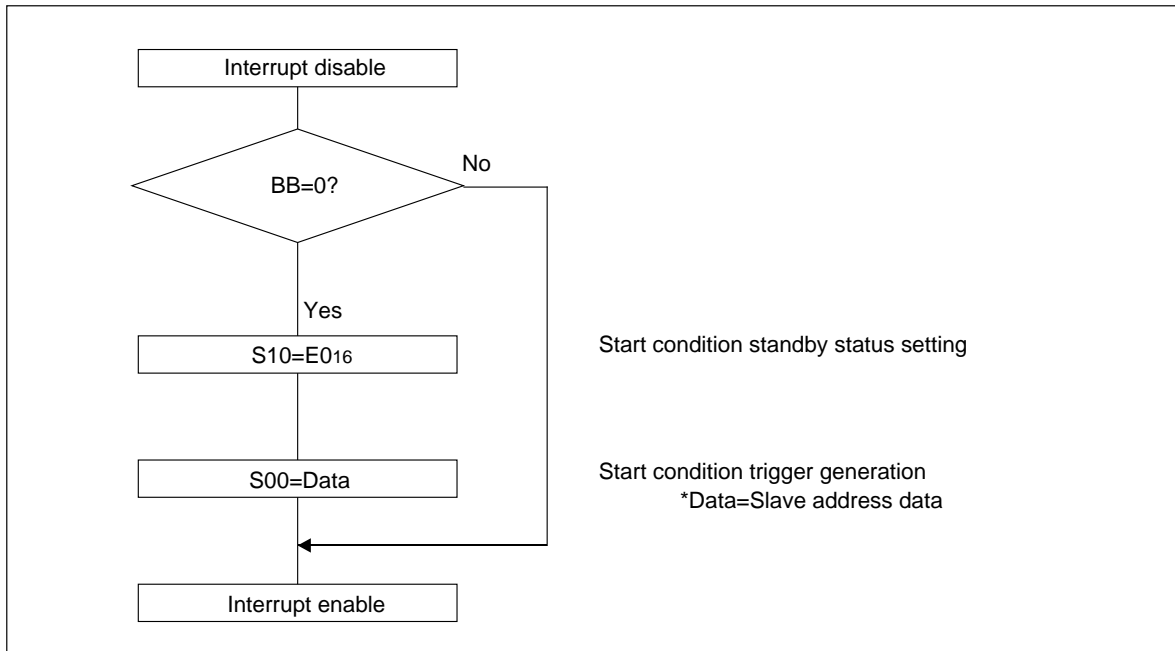 Interrupt disable
No
BB=0?
Yes
S10=E016
Start condition standby status setting
S00=Data
Start condition trigger generation
*Data=Slave address data
Interrupt enable